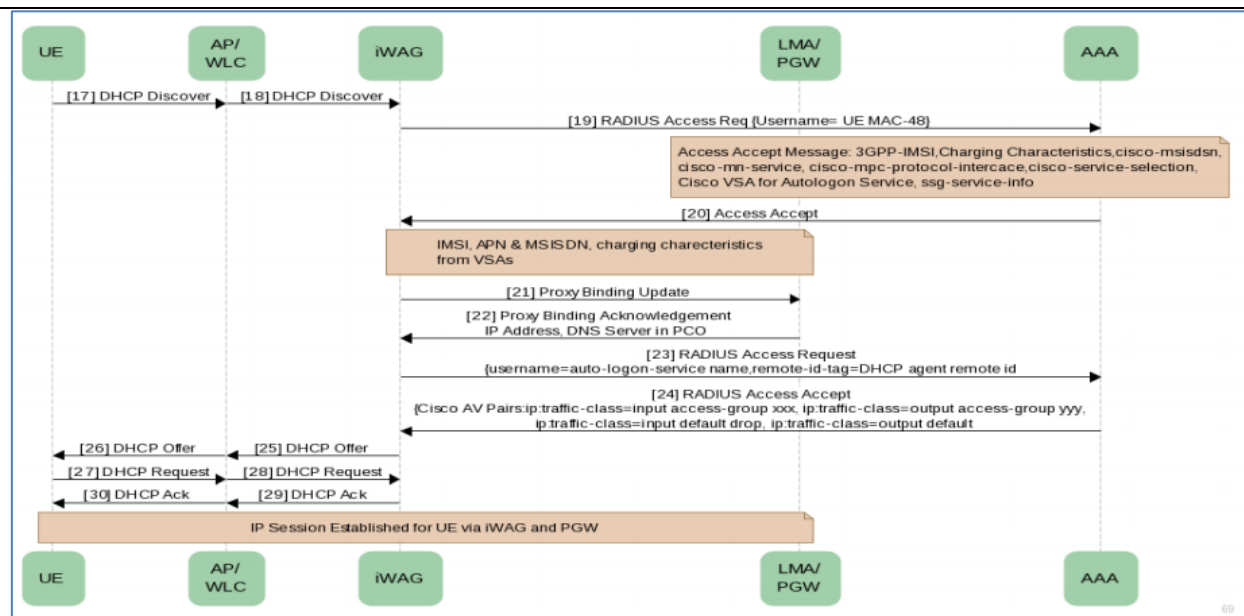 UE
AP/
WLC
iWAG
LMA/
PGW
AAA
[17] DHCP Discover
[18] DHCP Discover
[19] RADIUS Access Req {Username= UE MAC-48}
Access Accept Message: 3GPP-IMSI,Charging Characteristics,cisco-msisdsn,
cisco-mn-service, cisco-mpc-protocol-intercace,cisco-service-selection,
Cisco VSA for Autologon Service, ssg-service-info
[20] Access Accept
IMSI, APN & MSISDN, charging charecteristics
from VSAs
[21] Proxy Binding Update
[22] Proxy Binding Acknowledgement
IP Address, DNS Server in PCO
[23] RADIUS Access Request
{username=auto-logon-service name,remote-id-tag=DHCP agent remote id
[24] RADIUS Access Accept
{Cisco AV Pairs:ip:traffic-class=input access-group xxx, ip:traffic-class=output access-group yyy,
ip:traffic-class=input default drop, ip:traffic-class=output default
[26] DHCP Offer
[25] DHCP Offer
[27] DHCP Request
[28] DHCP Request
[30] DHCP Ack
[29] DHCP Ack
IP Session Established for UE via iWAG and PGW
UE
AP/
WLC
iWAG
LMA/
PGW
AAA
69